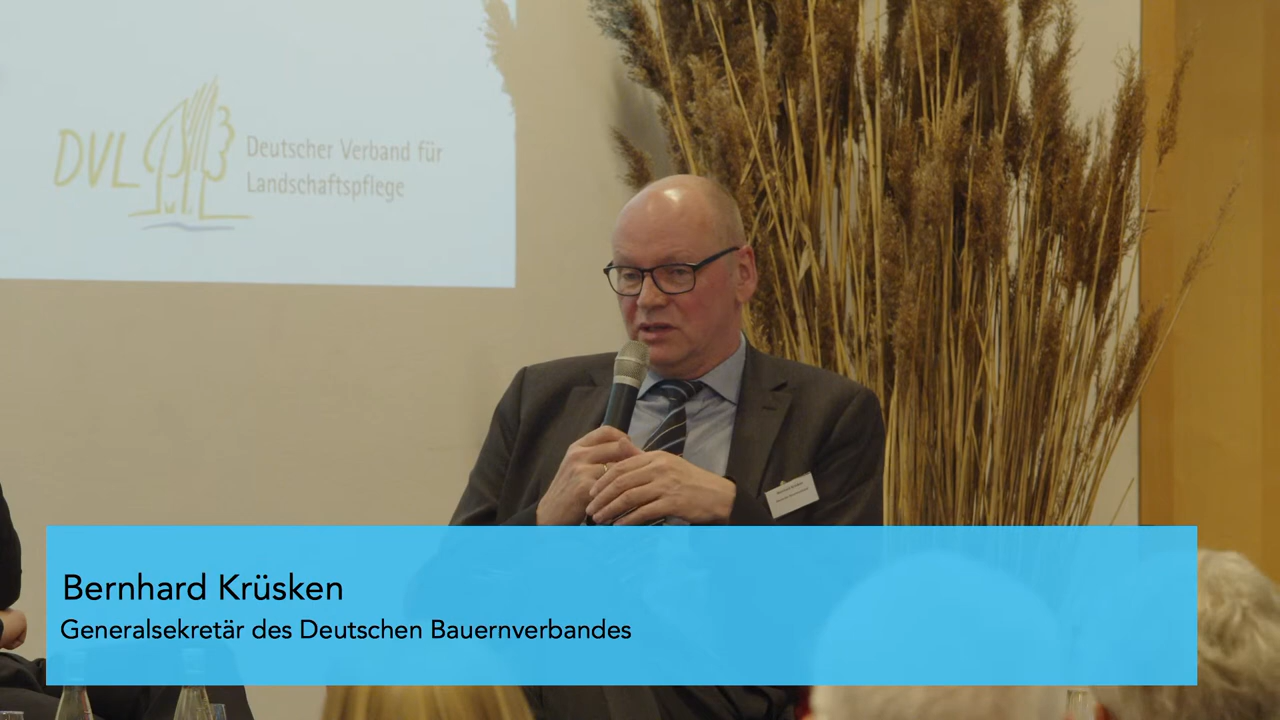 DVL
Deutscher Verband für
Landschaftspflege
Bernhard Krüsken
Generalsekretär des Deutschen Bauernverbandes